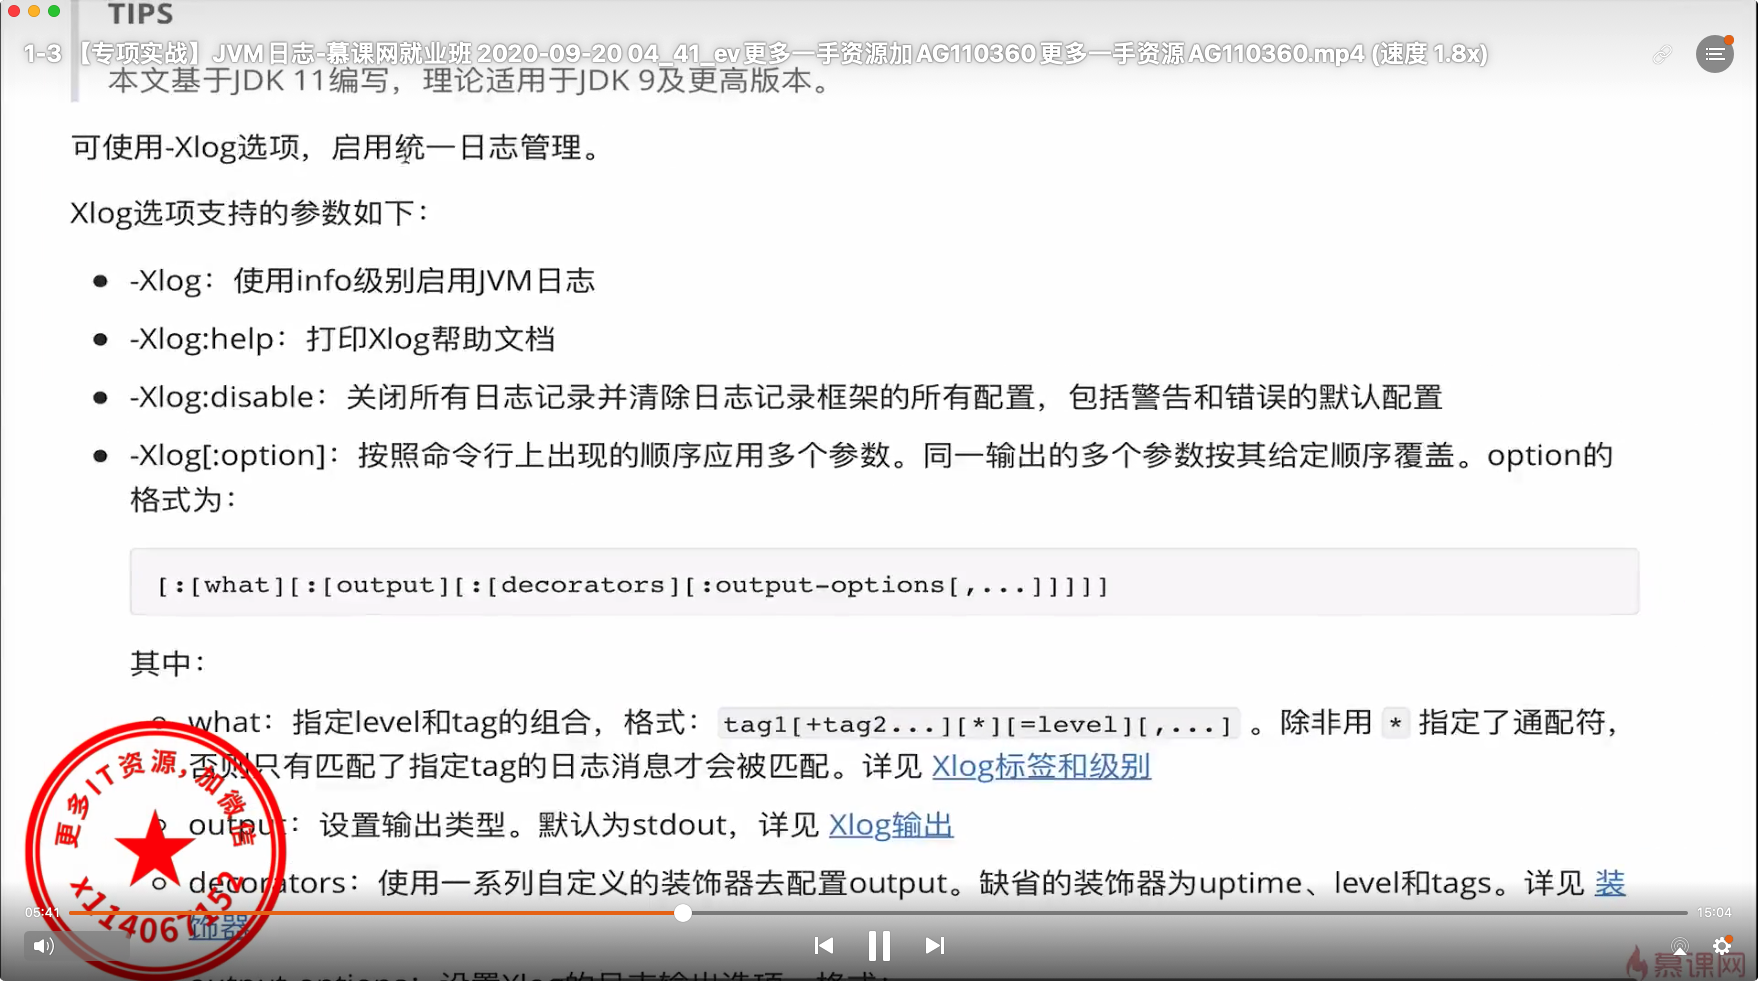 TIPS
1-3 【专项实战】JVM日志-慕课网就业班 2020-09-20 04_41_ev更多一手资源加AG110360更多一手资源AG110360.mp4 (速度 1.8x)
本文基于JDK 11编写，理论适用于JDK 9及更高版本。
可使用-Xlog选项，启用统一日志管理。
Xlog选项支持的参数如下：
-Xlog：使用info级别启用JVM日志
-Xlog:help：打印Xlog帮助文档
-Xlog:disable：关闭所有日志记录并清除日志记录框架的所有配置，包括警告和错误的默认配置
-Xlog[:option]：按照命令行上出现的顺序应用多个参数。同一输出的多个参数按其给定顺序覆盖。option的
格式为：
[:[what][:[output][:[decorators][:output-options[,...]]]]]
其中：
what：指定level和tag的组合，格式： tag1[+tag2...][*][=level][,...] 。除非用 * 指定了通配符，
否则只有匹配了指定tag的日志消息才会被匹配。详见 Xlog标签和级别
output：设置输出类型。默认为stdout，详见 Xlog输出
decorators：使用一系列自定义的装饰器去配置output。缺省的装饰器为uptime、level和tags。详见 装
饰器
output-options：设置Xlog的日志输出选项，格式：
更多IT资源，加微信
x114067152
05:41
15:04
慕课网